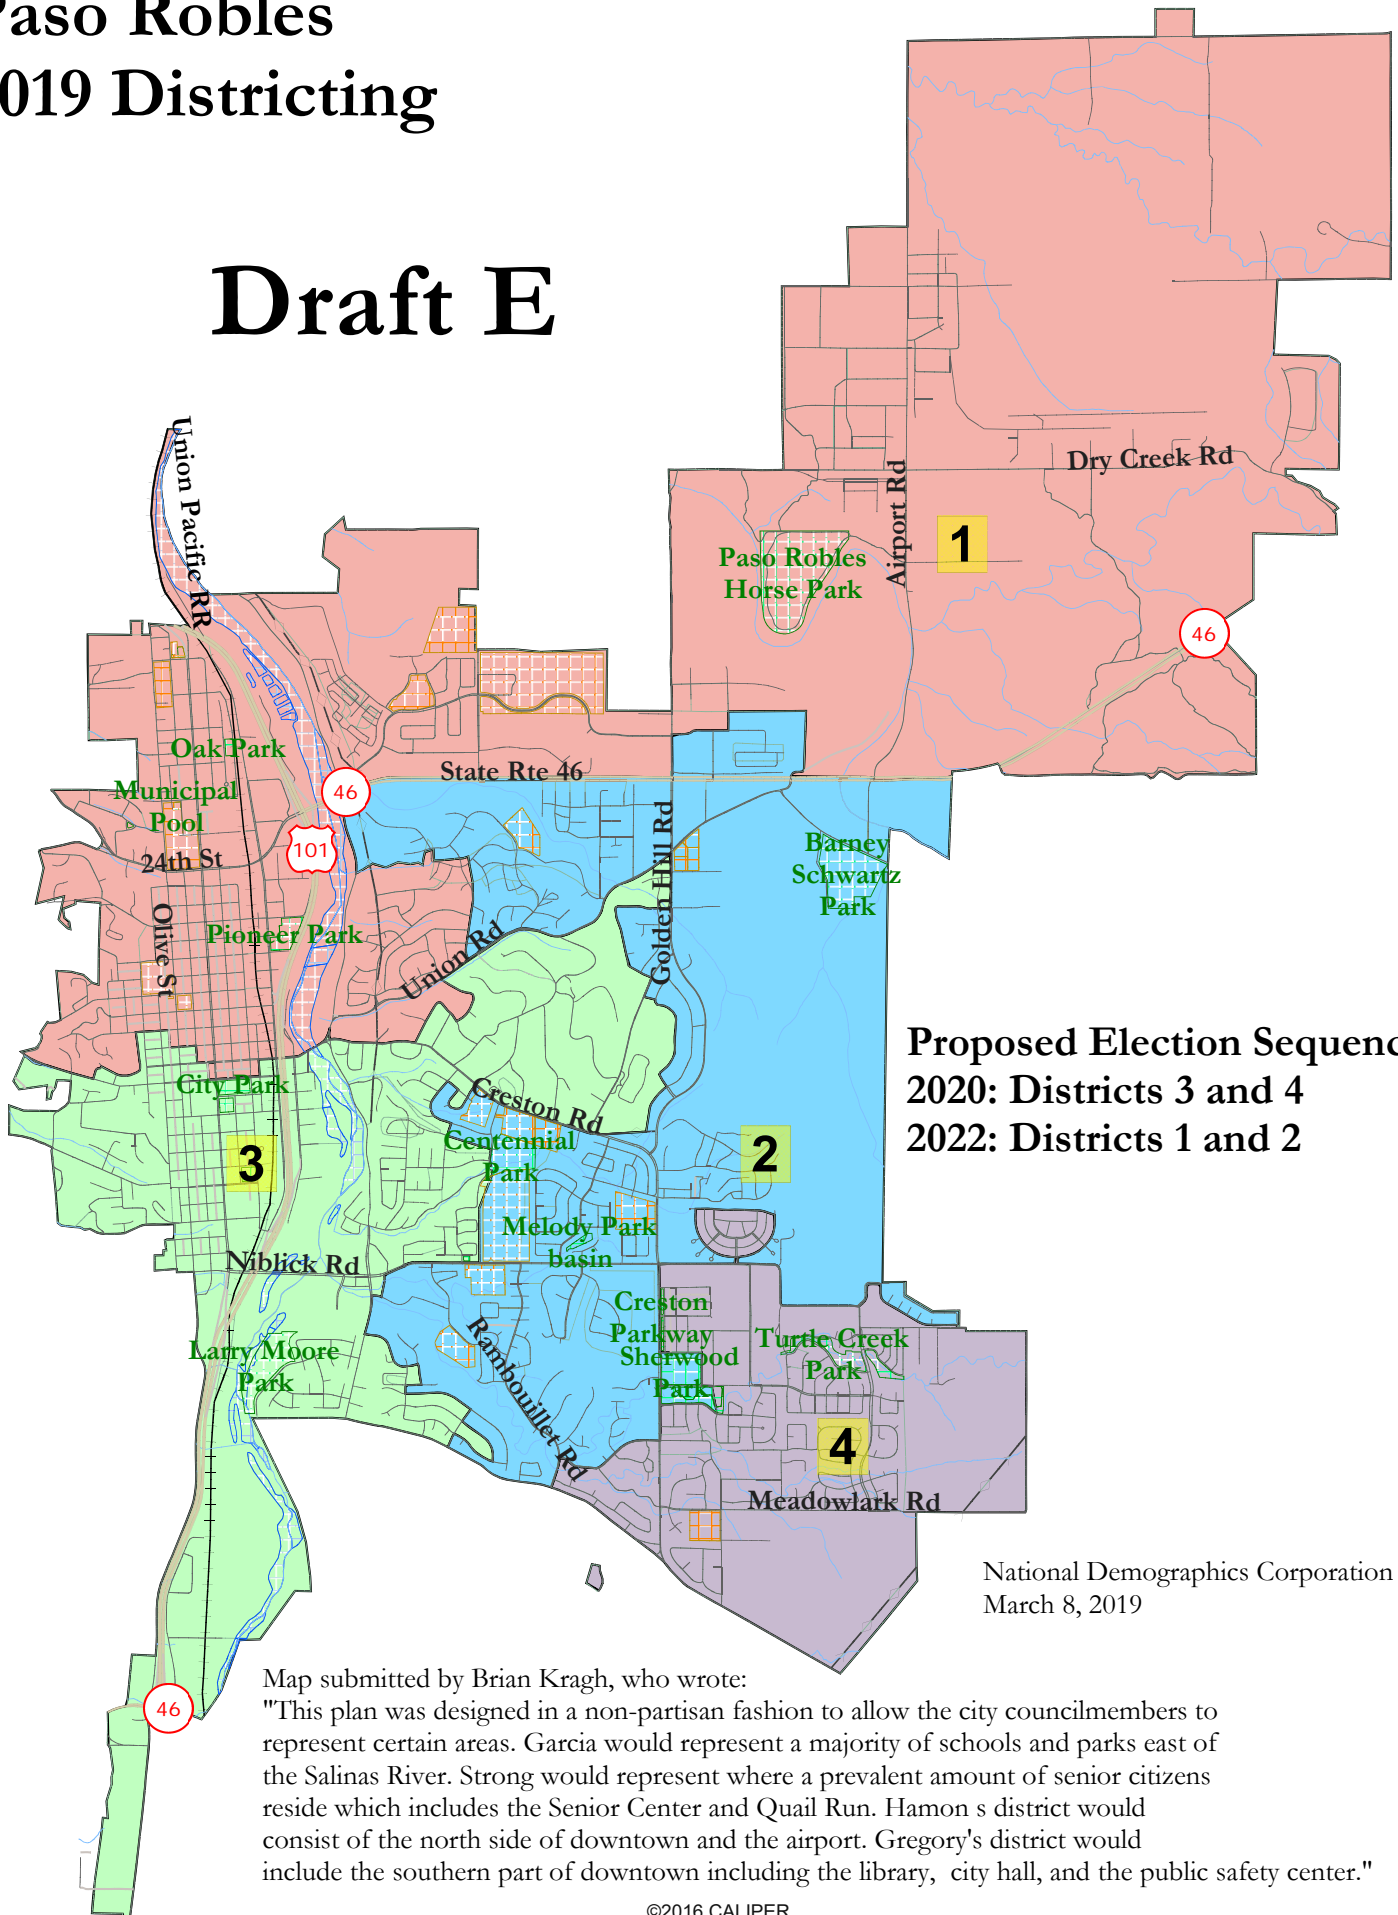 Paso Robles
019 Districting
Draft E
Union Pacific RR
Dry Creek Rd
Airport Rd
1
Paso Robles
Horse Park
46
Oak Park
State Rte 46
Municipal
Pool
46
101
24th St
Golden Hill Rd
Barney
Schwartz
Park
Olive St
Pioneer Park
Union Rd
Proposed Election Sequenc
2020: Districts 3 and 4
2022: Districts 1 and 2
City Park
Creston Rd
Centennial
Park
2
3
Melody Park
basin
Niblick Rd
Creston
Parkway
Sherwood
Park
Turtle Creek
Park
Larry Moore
Park
Rambouillet Rd
4
Meadowlark Rd
National Demographics Corporation
March 8, 2019
46
Map submitted by Brian Kragh, who wrote:
"This plan was designed in a non-partisan fashion to allow the city councilmembers to
represent certain areas. Garcia would represent a majority of schools and parks east of
the Salinas River. Strong would represent where a prevalent amount of senior citizens
reside which includes the Senior Center and Quail Run. Hamon s district would
consist of the north side of downtown and the airport. Gregory's district would
include the southern part of downtown including the library,  city hall, and the public safety center."
©2016 CALIPER